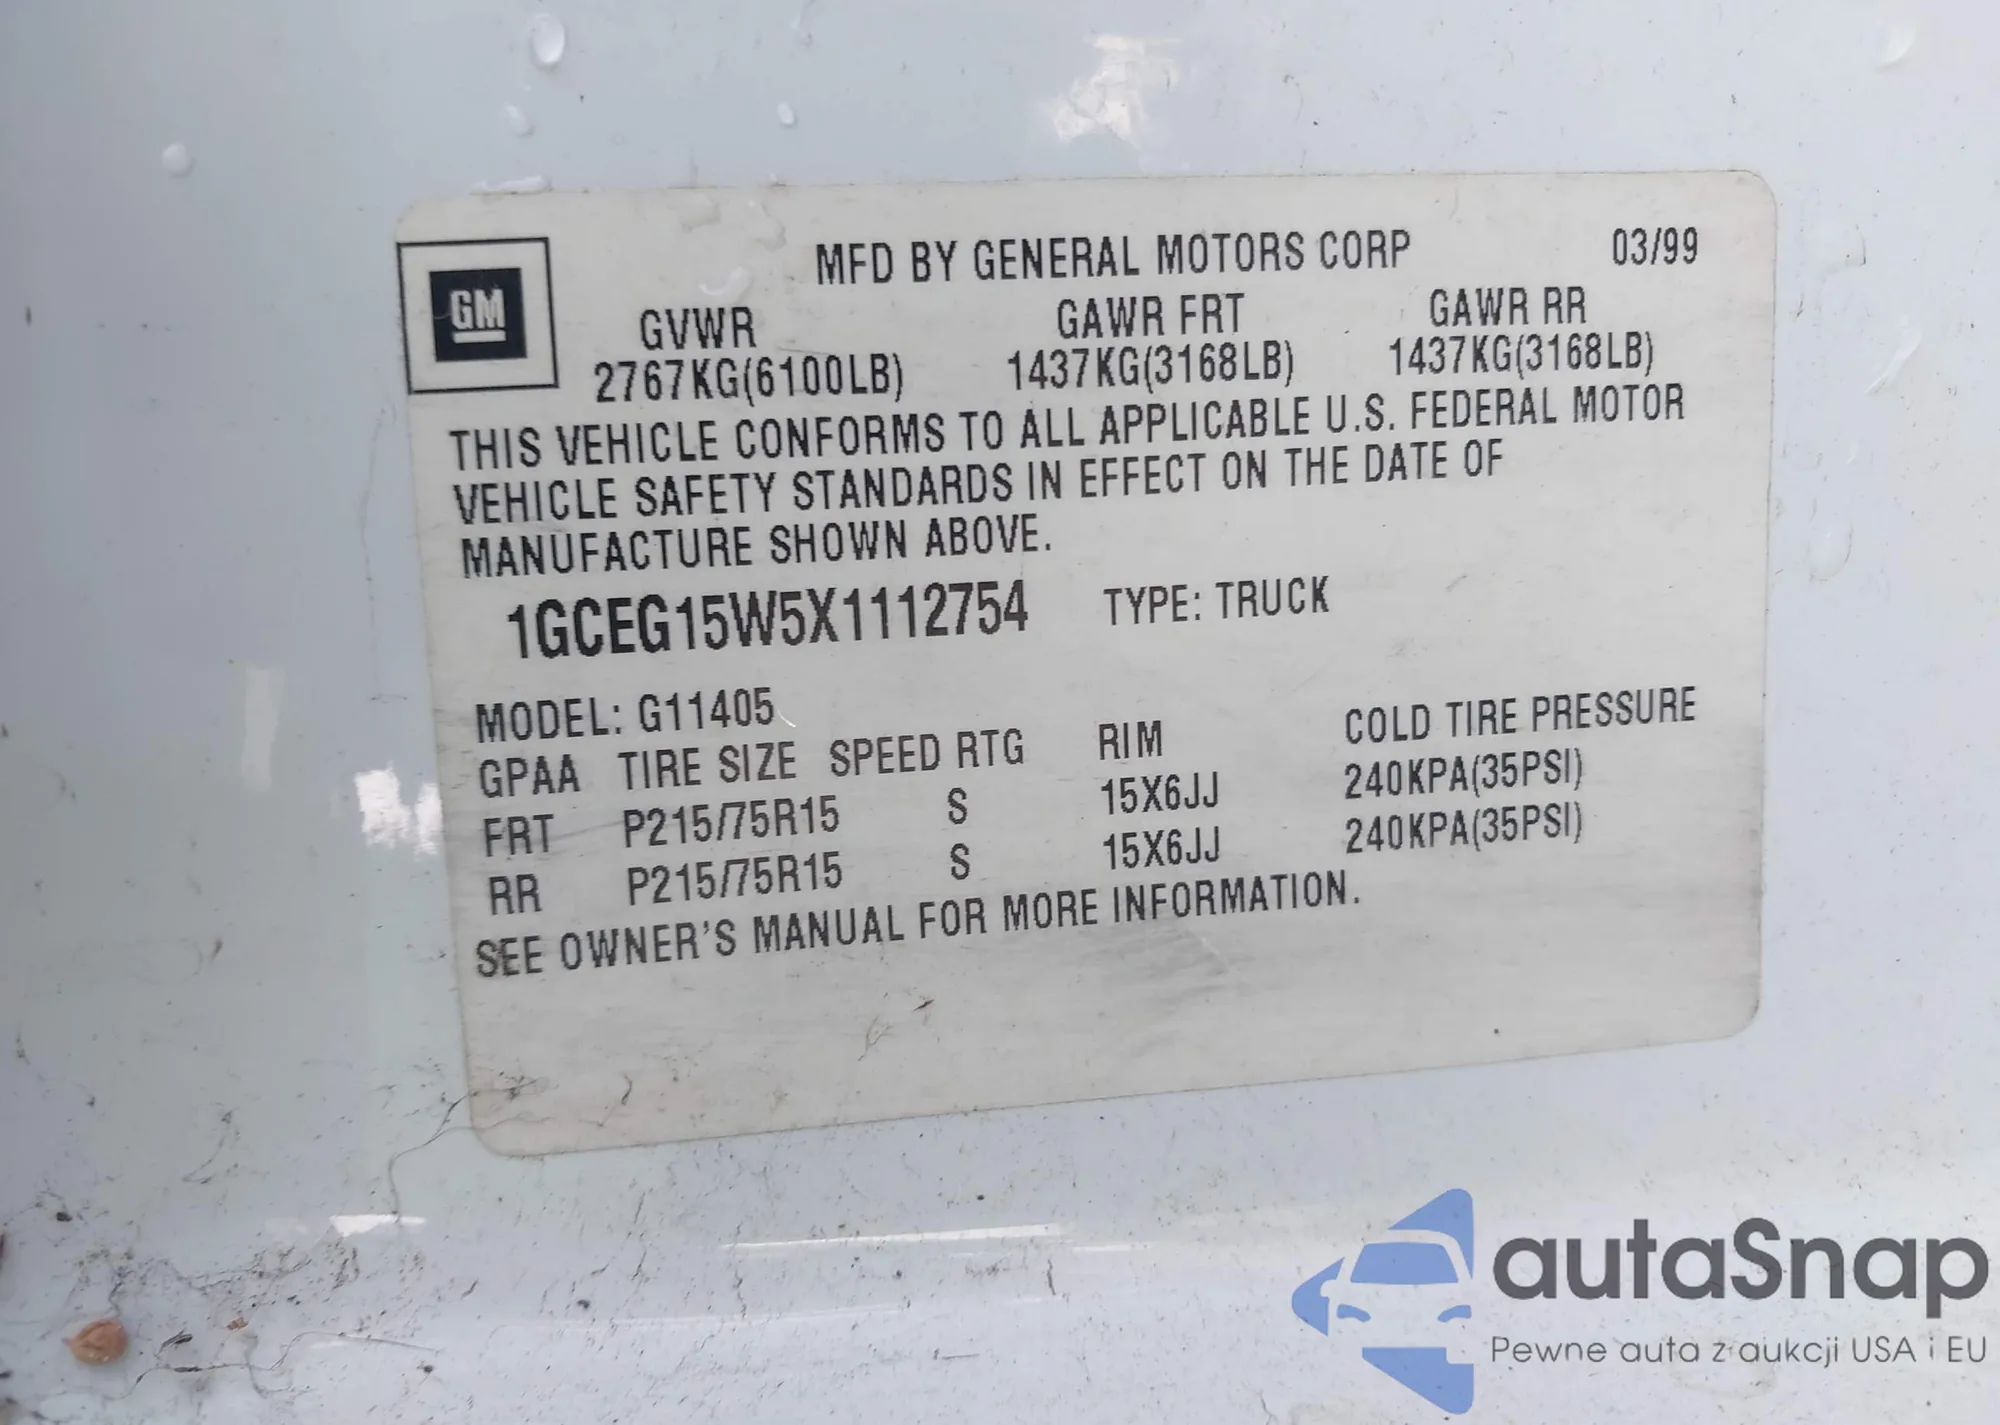 MFD BY GENERAL MOTORS CORP 03/99
GM
GVWR GAWR FRT GAWR RR
2767KG(6100LB) 1437KG(3168LB) 1437KG(3168LB)
THIS VEHICLE CONFORMS TO ALL APPLICABLE U.S. FEDERAL MOTOR
VEHICLE SAFETY STANDARDS IN EFFECT ON THE DATE OF
MANUFACTURE SHOWN ABOVE.
1GCEG15W5X1112754 TYPE: TRUCK
MODEL: G11405
GPAA TIRE SIZE SPEED RTG RIM COLD TIRE PRESSURE
FRT P215/75R15 S 15X6JJ 240KPA(35PSI)
RR P215/75R15 S 15X6JJ 240KPA(35PSI)
SEE OWNER'S MANUAL FOR MORE INFORMATION.
autaSnap
Pewne auta z aukcji USA i EU